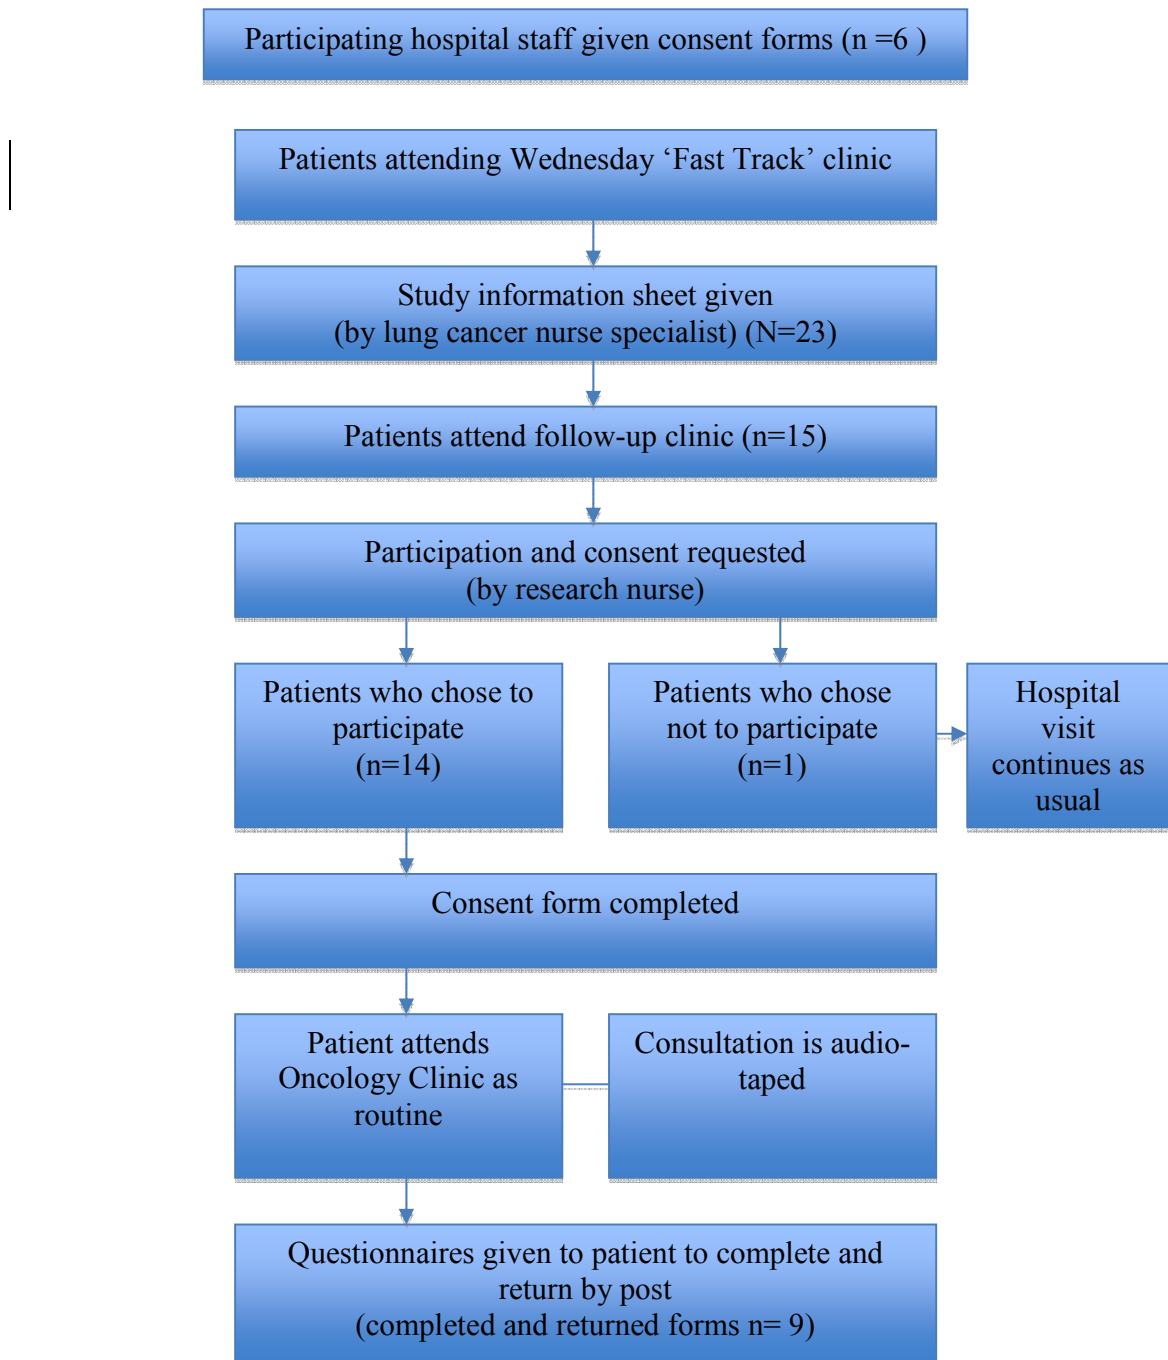 Participating hospital staff given consent forms (n =6 )
Patients attending Wednesday ‘Fast Track’ clinic
Study information sheet given
(by lung cancer nurse specialist) (N=23)
Patients attend follow-up clinic (n=15)
Participation and consent requested
(by research nurse)
Patients who chose to
participate
(n=14)
Patients who chose
not to participate
(n=1)
Hospital
visit
continues as
usual
Consent form completed
Patient attends
Oncology Clinic as
routine
Consultation is audio-
taped
Questionnaires given to patient to complete and
return by post
(completed and returned forms n= 9)